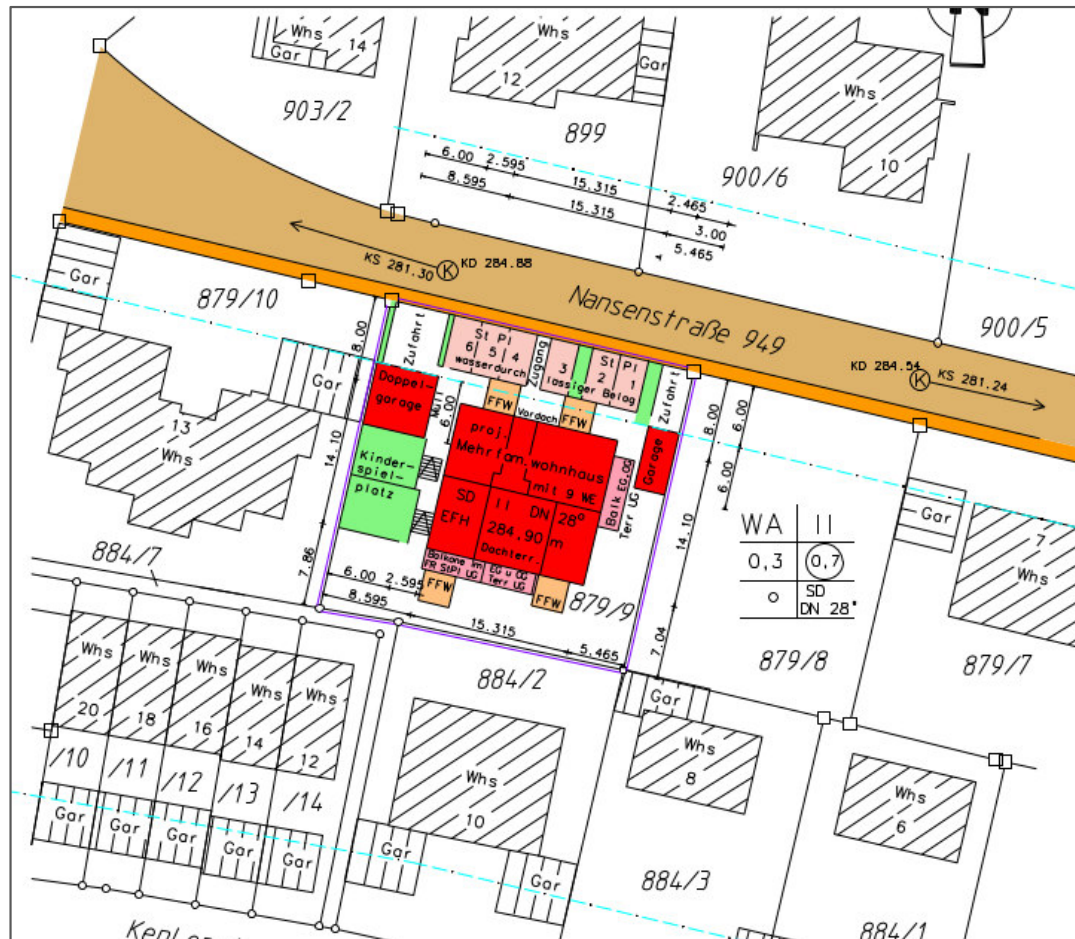 Whs
14
Gar
903/2
Whs
12
Gar
899
Whs
10
900/6
6.00 2.595
15.315
2.465
8.595
15.315
3.00
5.465
KS 281.30
K
KD 284.88
Nansenstraße 949
900/5
KD 284.54
K
KS 281.24
Gar
879/10
Gar
13
Whs
8.00
14.10
7.86
Zufahrt
St Pl
6 5 4
wasserdurch
Zugang
St Pl
3 2 1
lässiger Belag
Zufahrt
Doppel-
garage
Müll
6.00
FFW
Vordach
FFW
Garage
proj.
Mehrfam.wohnhaus
mit 9 WE
Kinder-
spiel-
platz
SD II DN 28°
EFH 284,90 m
Dachterr.
Balk EG,OG
Terr UG
Balkone im
FR StPl UG
EG u OG
Terr UG
FFW
FFW
6.00 2.595
8.595
15.315
5.465
879/9
8.00
6.00
6.00
14.10
7.04
WA II
0,3 0,7
o SD
DN 28°
Gar
7
Whs
879/8
879/7
884/7
Whs
20
Whs
18
Whs
16
Whs
14
Whs
12
/10
/11
/12
/13
/14
Gar
Gar
Gar
Gar
Gar
884/2
Whs
10
Gar
Gar
Gar
Whs
8
884/3
Whs
6
884/1